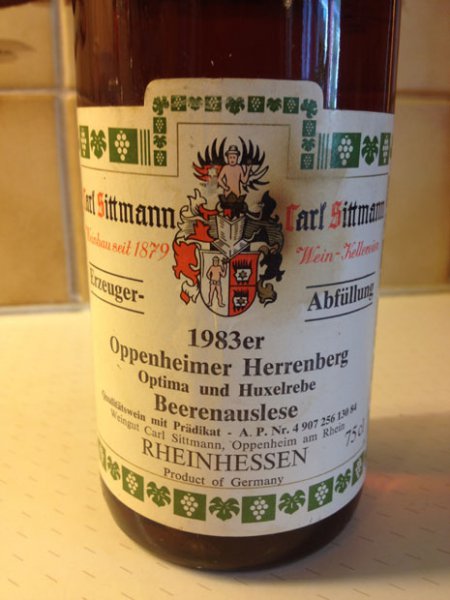 Carl Sittmann
Weinbau seit 1879
Carl Sittmann
Wein-Kellerei
Erzeuger-
Abfüllung
1983er
Oppenheimer Herrenberg
Optima und Huxelrebe
Beerenauslese
Qualitätswein mit Prädikat - A. P. Nr. 4 907 256 130 84
Weingut Carl Sittmann, Oppenheim am Rhein
75 cl
RHEINHESSEN
Product of Germany